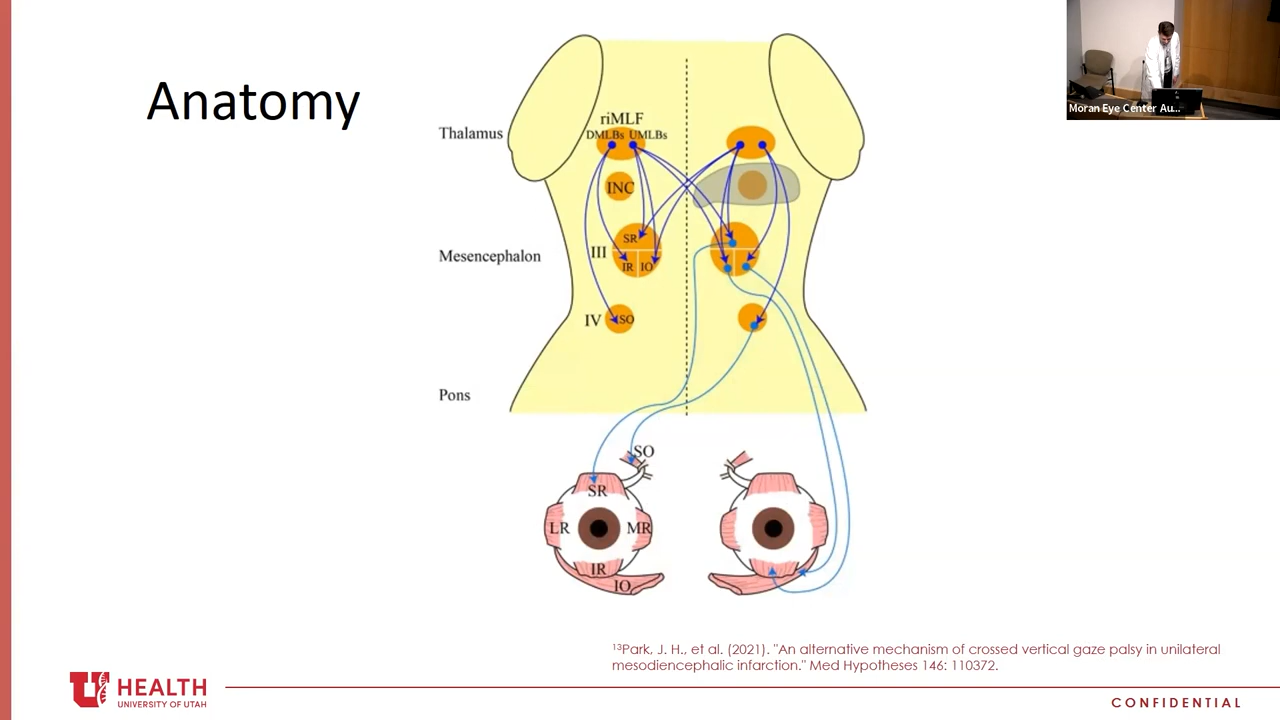 Anatomy
Moran Eye Center Au...
Thalamus
riMLF
DMLBs UMLBs
INC
SR
Mesencephalon
III
IR IO
IV
SO
Pons
SO
SR
LR
MR
IR
IO
13Park, J. H., et al. (2021). "An alternative mechanism of crossed vertical gaze palsy in unilateral
mesodiencephalic infarction." Med Hypotheses 146: 110372.
U
HEALTH
UNIVERSITY OF UTAH
CONFIDENTIAL